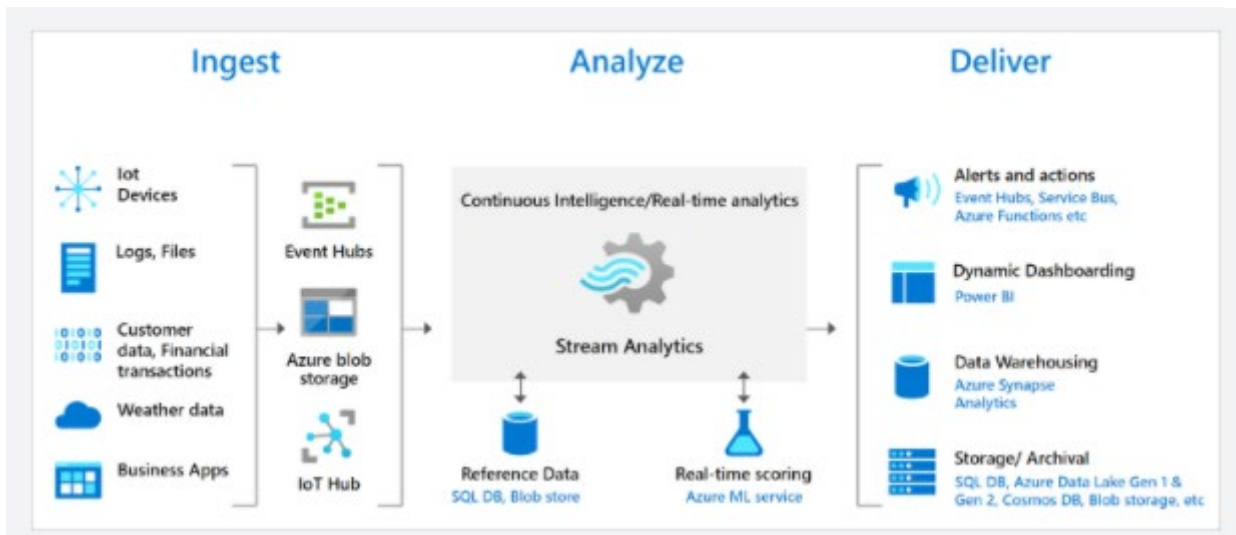 Ingest
Analyze
Deliver
Iot
Devices
Logs, Files
Customer
data, Financial
transactions
Weather data
Business Apps
Event Hubs
Azure blob
storage
IoT Hub
Continuous Intelligence/Real-time analytics
Stream Analytics
Reference Data
SQL DB, Blob store
Real-time scoring
Azure ML service
Alerts and actions
Event Hubs, Service Bus,
Azure Functions etc
Dynamic Dashboarding
Power BI
Data Warehousing
Azure Synapse
Analytics
Storage/ Archival
SQL DB, Azure Data Lake Gen 1 &
Gen 2, Cosmos DB, Blob storage, etc